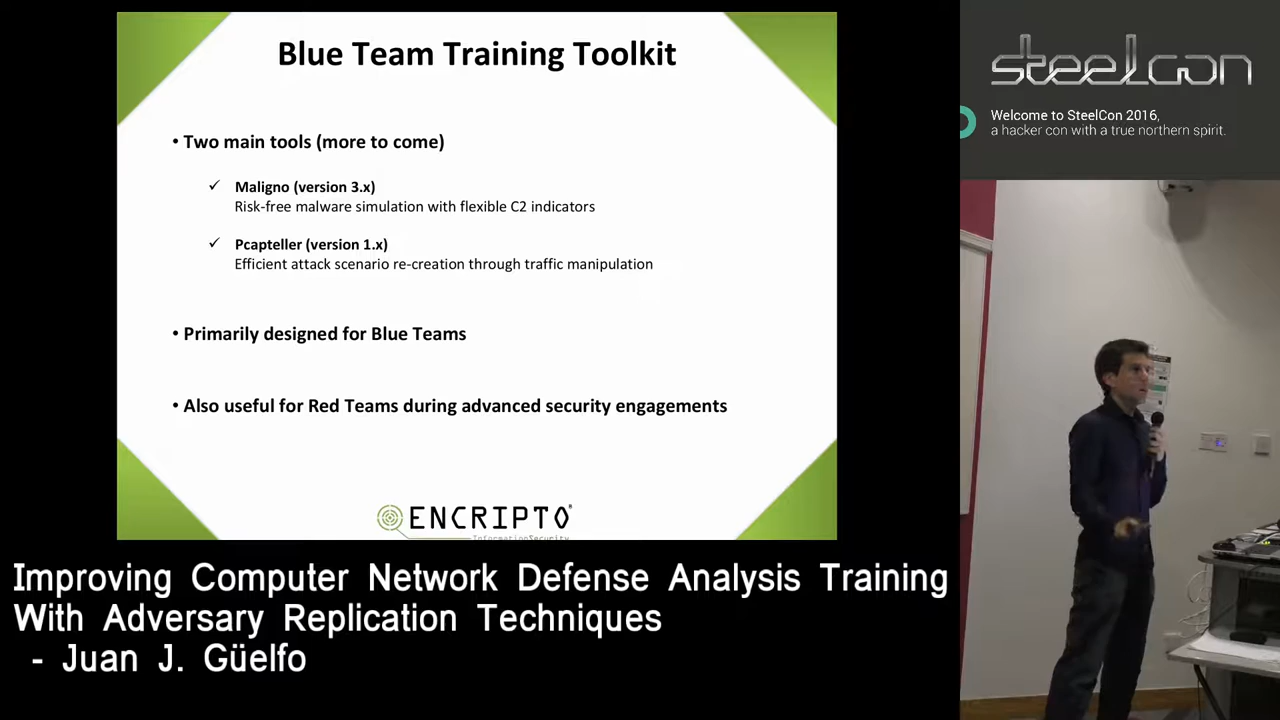 Blue Team Training Toolkit
• Two main tools (more to come)
✓ Maligno (version 3.x)
Risk-free malware simulation with flexible C2 indicators
✓ Pcapteller (version 1.x)
Efficient attack scenario re-creation through traffic manipulation
• Primarily designed for Blue Teams
• Also useful for Red Teams during advanced security engagements
ENCRIPTO®
InformationSecurity
steelcon
Welcome to SteelCon 2016,
a hacker con with a true northern spirit.
Improving Computer Network Defense Analysis Training
With Adversary Replication Techniques
- Juan J. Güelfo